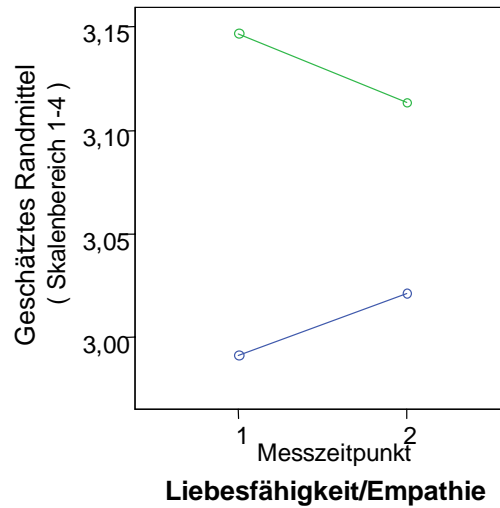 Geschätztes Randmittel
( Skalenbereich 1-4 )
3,15
3,10
3,05
3,00
1
2
Messzeitpunkt
Liebesfähigkeit/Empathie